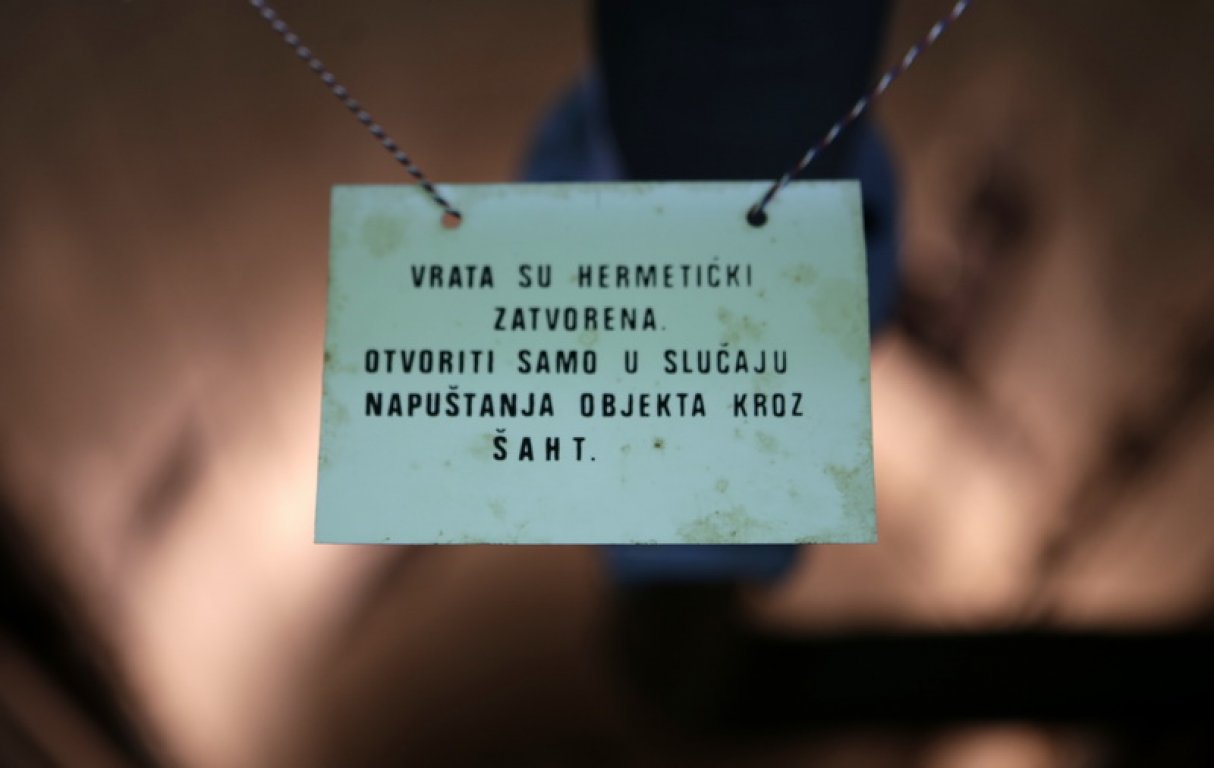 VRATA SU HERMETIČKI
ZATVORENA.
OTVORITI SAMO U SLUČAJU
NAPUŠTANJA OBJEKTA KROZ
ŠAHT.